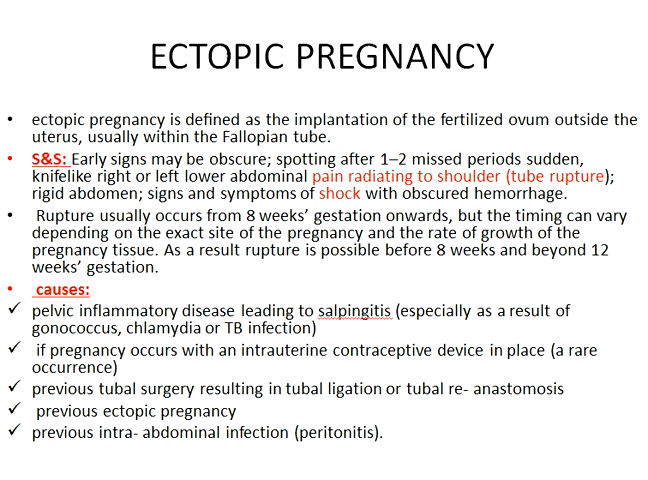 ECTOPIC PREGNANCY
• ectopic pregnancy is defined as the implantation of the fertilized ovum outside the
uterus, usually within the Fallopian tube.
• S&S: Early signs may be obscure; spotting after 1–2 missed periods sudden,
knifelike right or left lower abdominal pain radiating to shoulder (tube rupture);
rigid abdomen; signs and symptoms of shock with obscured hemorrhage.
• Rupture usually occurs from 8 weeks’ gestation onwards, but the timing can vary
depending on the exact site of the pregnancy and the rate of growth of the
pregnancy tissue. As a result rupture is possible before 8 weeks and beyond 12
weeks’ gestation.
• causes:
✓ pelvic inflammatory disease leading to salpingitis (especially as a result of
gonococcus, chlamydia or TB infection)
✓ if pregnancy occurs with an intrauterine contraceptive device in place (a rare
occurrence)
✓ previous tubal surgery resulting in tubal ligation or tubal re- anastomosis
✓ previous ectopic pregnancy
✓ previous intra- abdominal infection (peritonitis).